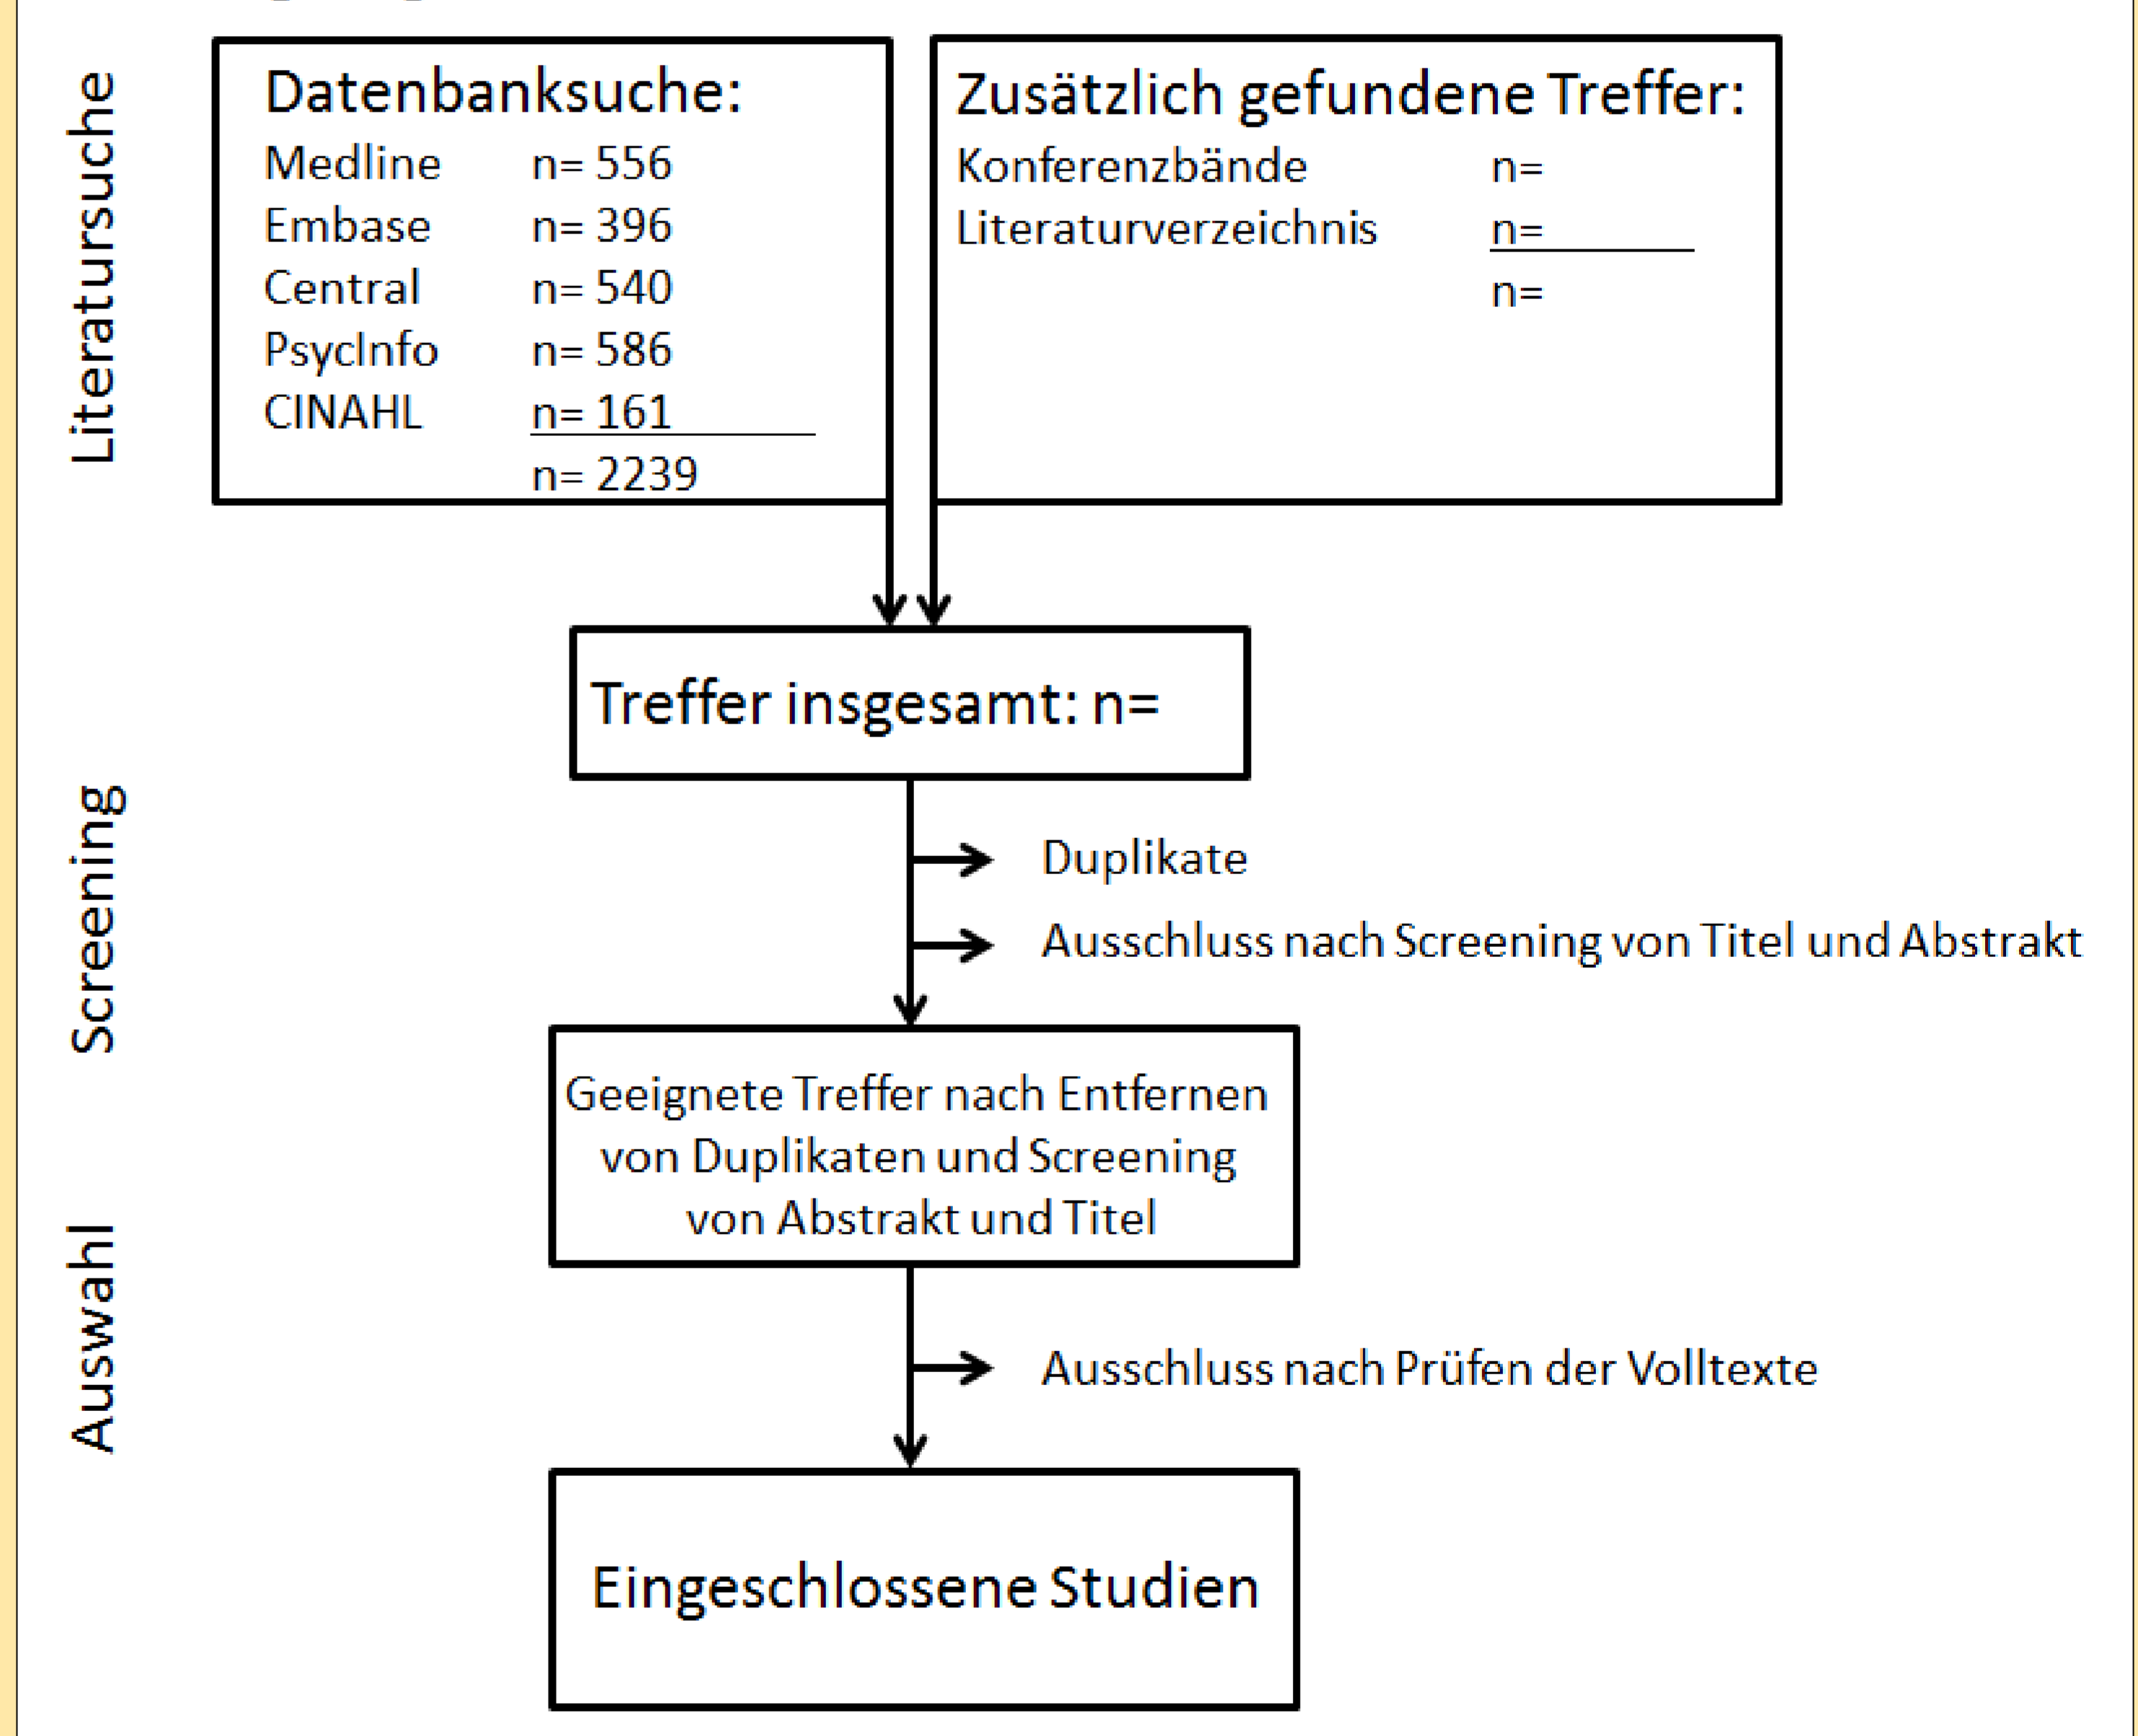 Literatursuche
Datenbanksuche:
Medline n= 556
Embase n= 396
Central n= 540
PsycInfo n= 586
CINAHL n= 161
n= 2239
Zusätzlich gefundene Treffer:
Konferenzbände n=
Literaturverzeichnis n=
n=
Treffer insgesamt: n=
Screening
Duplikate
Ausschluss nach Screening von Titel und Abstrakt
Geeignete Treffer nach Entfernen
von Duplikaten und Screening
von Abstrakt und Titel
Auswahl
Ausschluss nach Prüfen der Volltexte
Eingeschlossene Studien